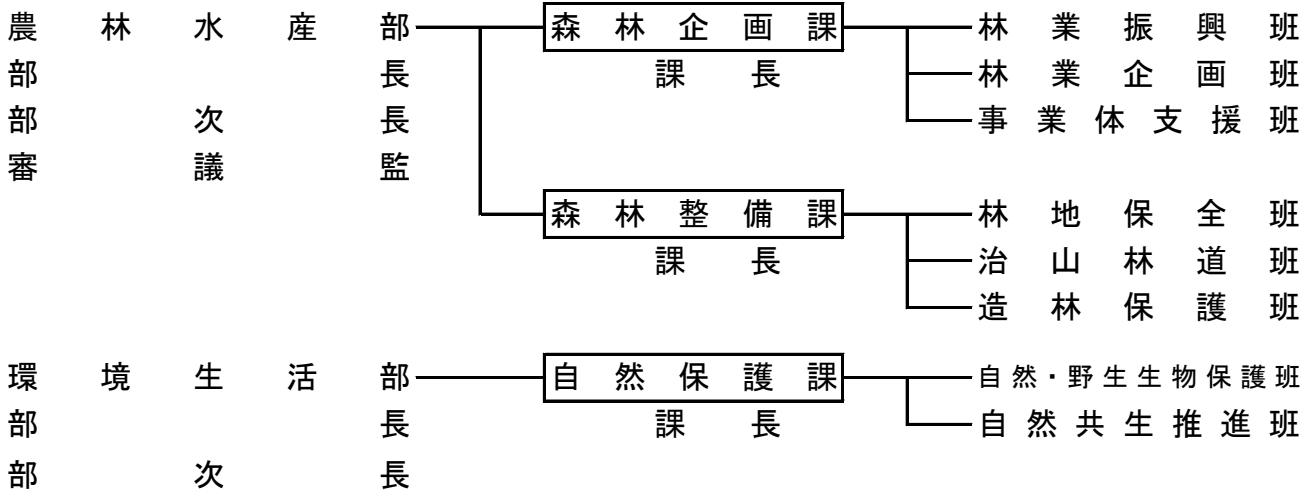 農林水産部 森林企画課 林業振興班
部長 課長 林業企画班
部次長 事業体支援班
審議監
森林整備課 林地保全班
課長 治山林道班
造林保護班
環境生活部 自然保護課 自然・野生生物保護班
部長 課長 自然共生推進班
部次長